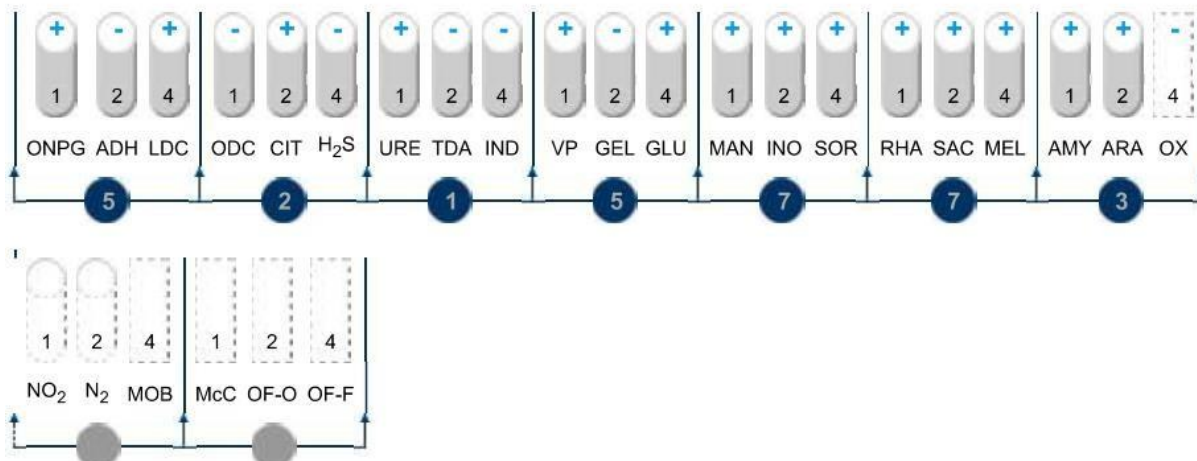 + - + - + - + - - + - + + + + + + + + + -
1 2 4 1 2 4 1 2 4 1 2 4 1 2 4 1 2 4 1 2 4
ONPG ADH LDC ODC CIT H₂S URE TDA IND VP GEL GLU MAN INO SOR RHA SAC MEL AMY ARA OX
5 2 1 5 7 7 3
1 2 4 1 2 4
NO₂ N₂ MOB McC OF-O OF-F